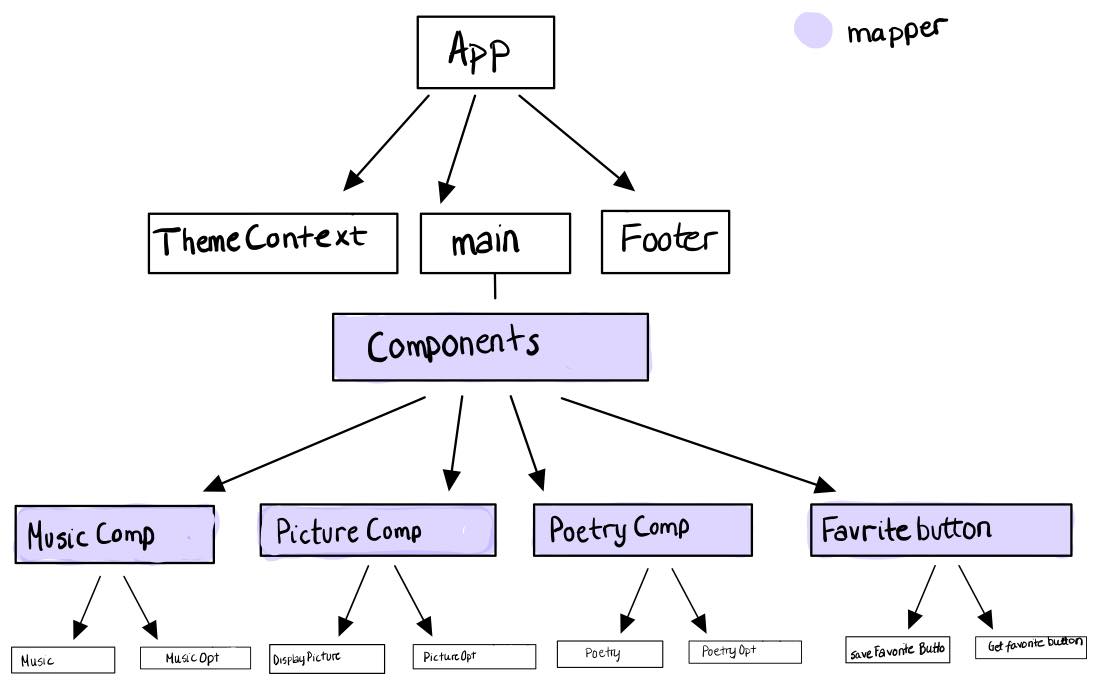 App
mapper
ThemeContext
main
Footer
Components
Music Comp
Picture Comp
Poetry Comp
Favrite button
Music
Music Opt
Display Picture
Picture Opt
Poetry
Poetry Opt
save Favorite Butto
Get favorite button